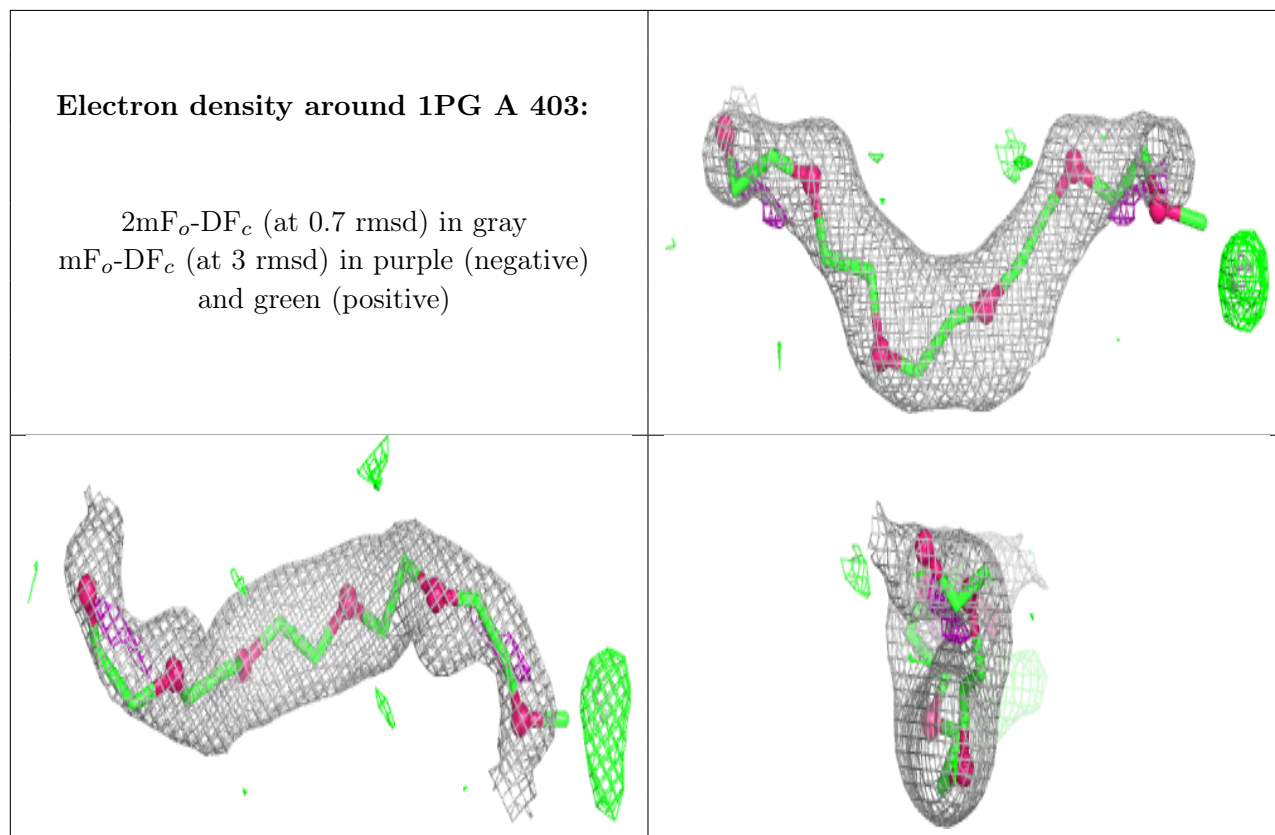 Electron density around 1PG A 403:
2mFo-DFc (at 0.7 rmsd) in gray
mFo-DFc (at 3 rmsd) in purple (negative)
and green (positive)